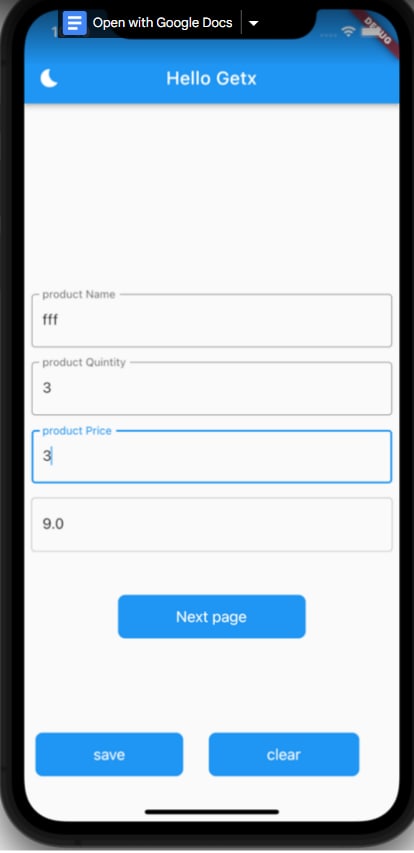 Open with Google Docs
DEBUG
Hello Getx
product Name
fff
product Quintity
3
product Price
3
9.0
Next page
save clear